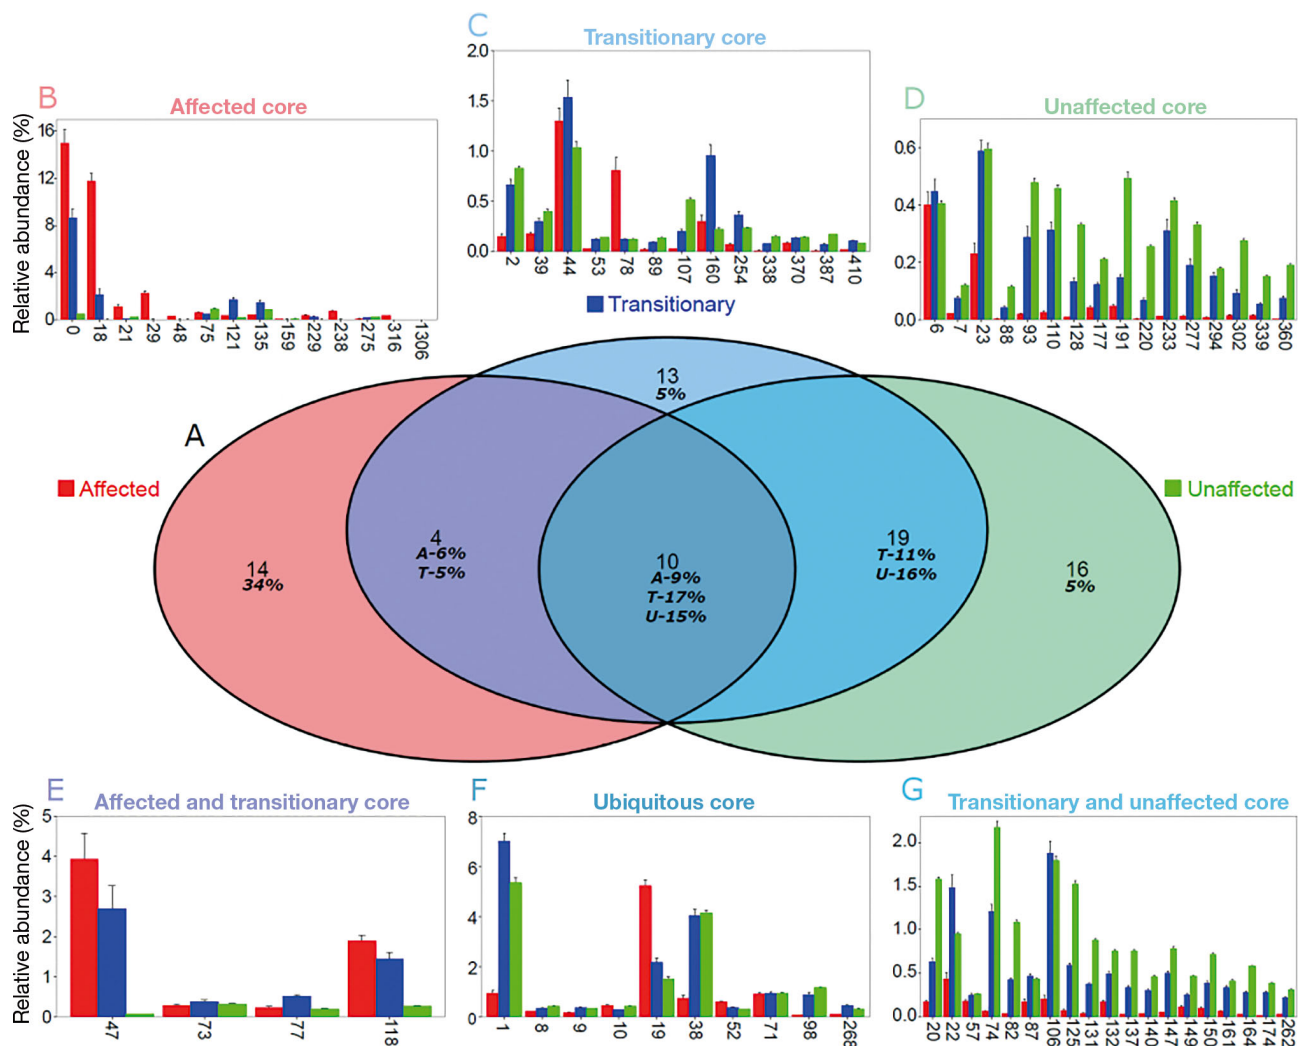 C
Transitionary core
2.0
1.5
1.0
0.5
0.0
2 39 44 53 78 89 107 160 254 338 370 387 410
Transitionary
B
Affected core
Relative abundance (%)
16
12
8
4
0
0 18 21 29 48 75 121 135 159 229 238 275 316 1306
D
Unaffected core
0.6
0.4
0.2
0.0
6 7 23 88 93 110 128 177 191 220 233 277 294 302 339 360
A
Affected
Unaffected
13
5%
14
34%
4
A-6%
T-5%
10
A-9%
T-17%
U-15%
19
T-11%
U-16%
16
5%
E
Affected and transitionary core
Relative abundance (%)
5
4
3
2
1
0
47 73 77 118
F
Ubiquitous core
8
6
4
2
0
1 8 9 10 19 38 52 71 98 268
G
Transitionary and unaffected core
2.0
1.5
1.0
0.5
0.0
20 22 57 74 82 87 106 125 131 132 137 140 147 149 150 161 164 174 262